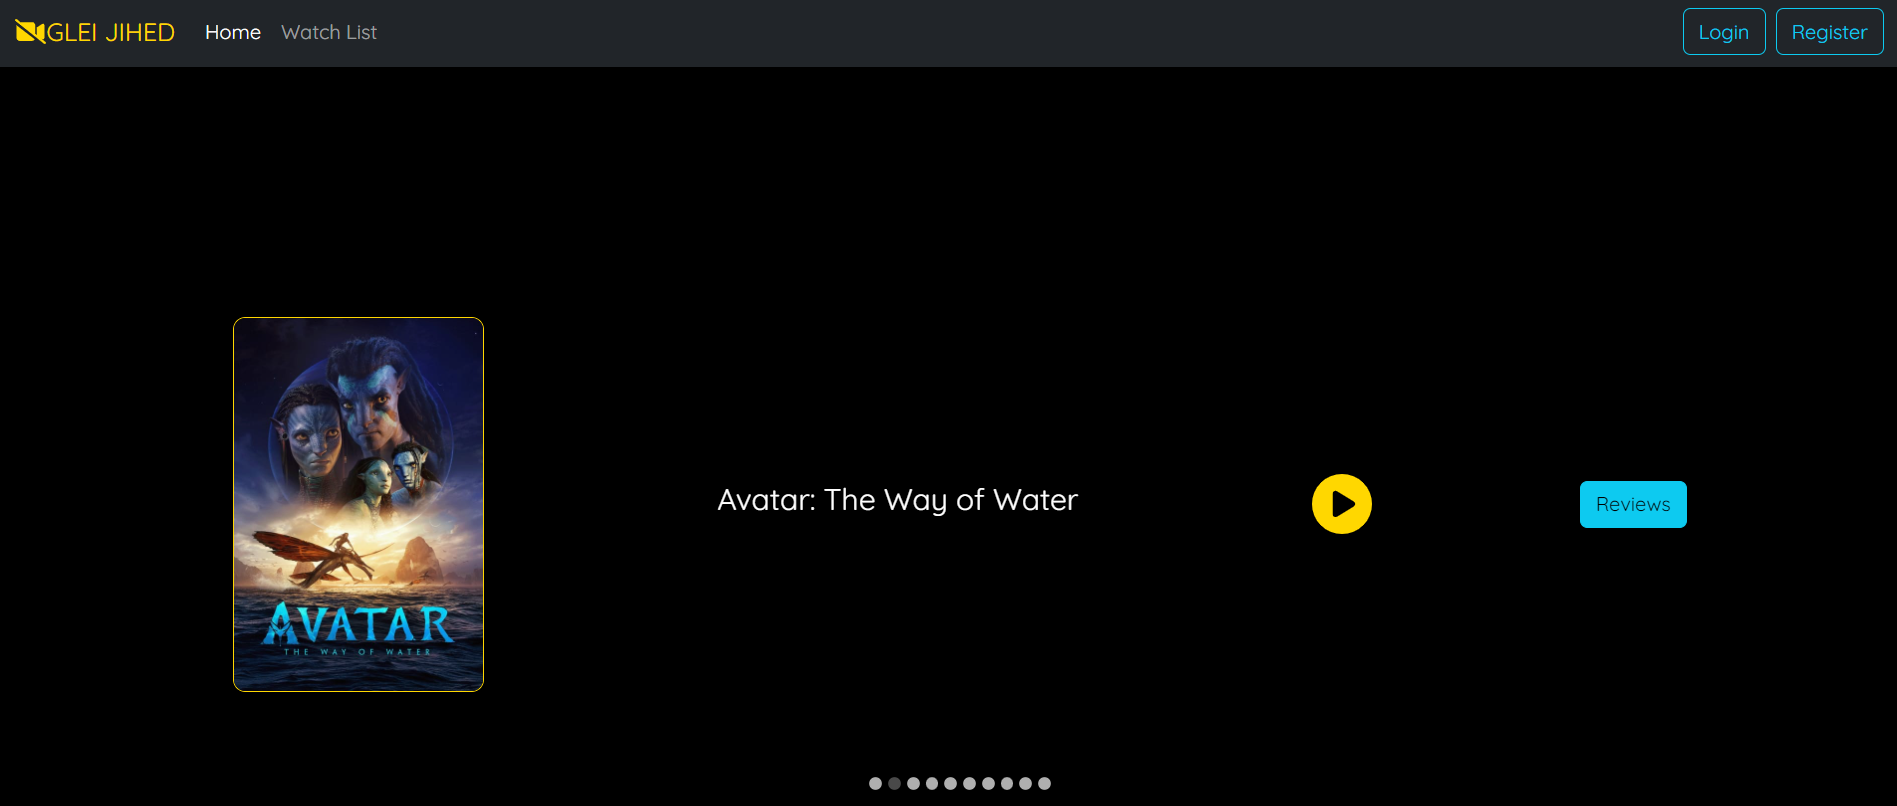 GLEI JIHED
Home
Watch List
Login
Register
AVATAR
THE WAY OF WATER
Avatar: The Way of Water
Reviews